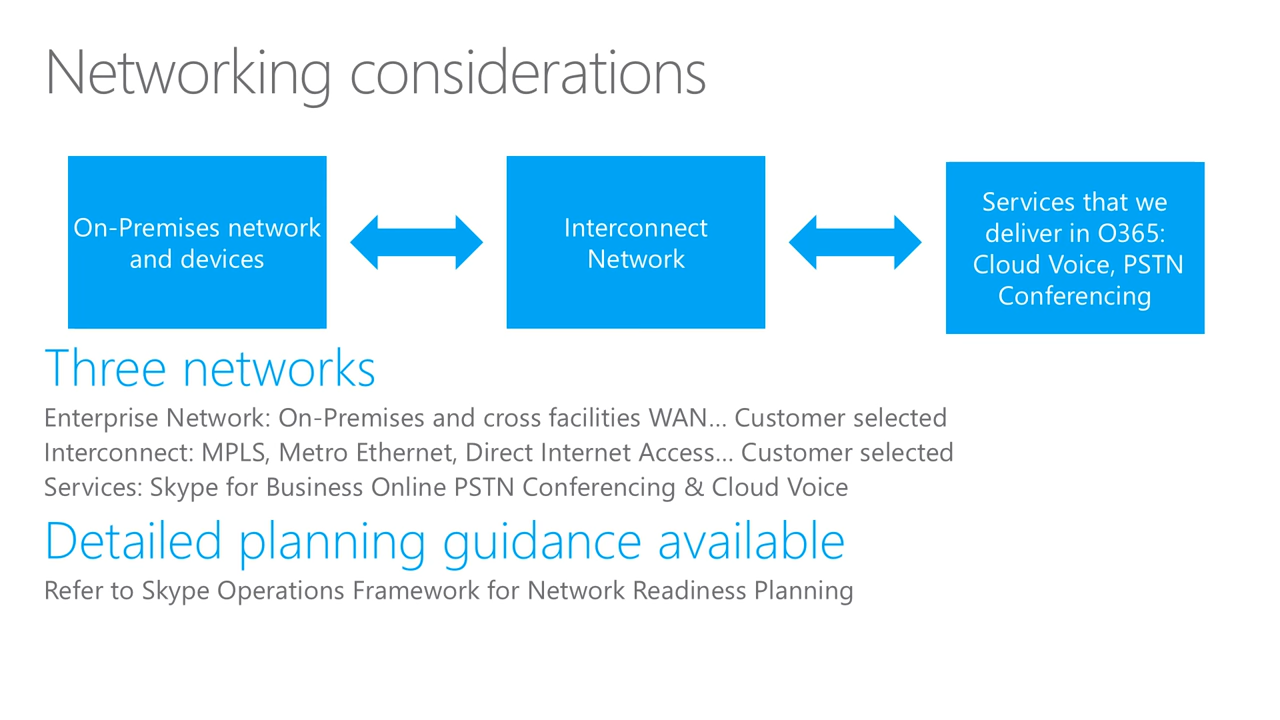 Networking considerations
On-Premises network
and devices
Interconnect
Network
Services that we
deliver in O365:
Cloud Voice, PSTN
Conferencing
Three networks
Enterprise Network: On-Premises and cross facilities WAN... Customer selected
Interconnect: MPLS, Metro Ethernet, Direct Internet Access... Customer selected
Services: Skype for Business Online PSTN Conferencing & Cloud Voice
Detailed planning guidance available
Refer to Skype Operations Framework for Network Readiness Planning